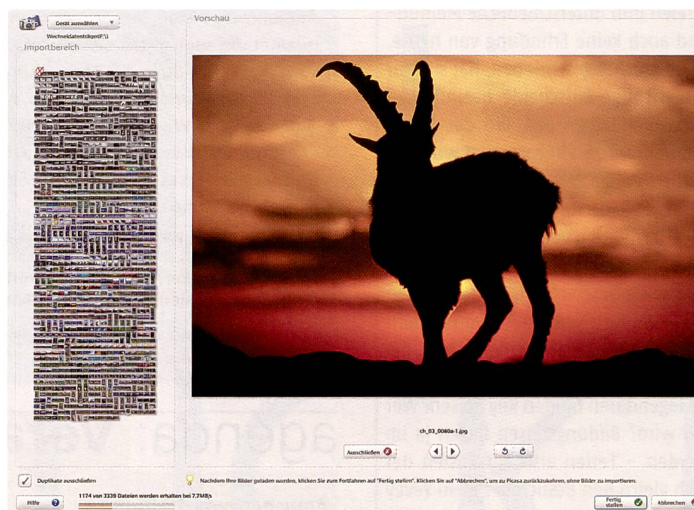 Gerät auswählen
Wechseldatenträger(F:\)
Importbereich
Vorschau
ch_03_0080a-1.jpg
Ausschließen
Duplikate ausschließen
Nachdem Ihre Bilder geladen wurden, klicken Sie zum Fortfahren auf "Fertig stellen". Klicken Sie auf "Abbrechen", um zu Picasa zurückzukehren, ohne Bilder zu importieren.
Hilfe
1174 von 3339 Dateien werden erhalten bei 7.7MB/s
Fertig stellen
Abbrechen